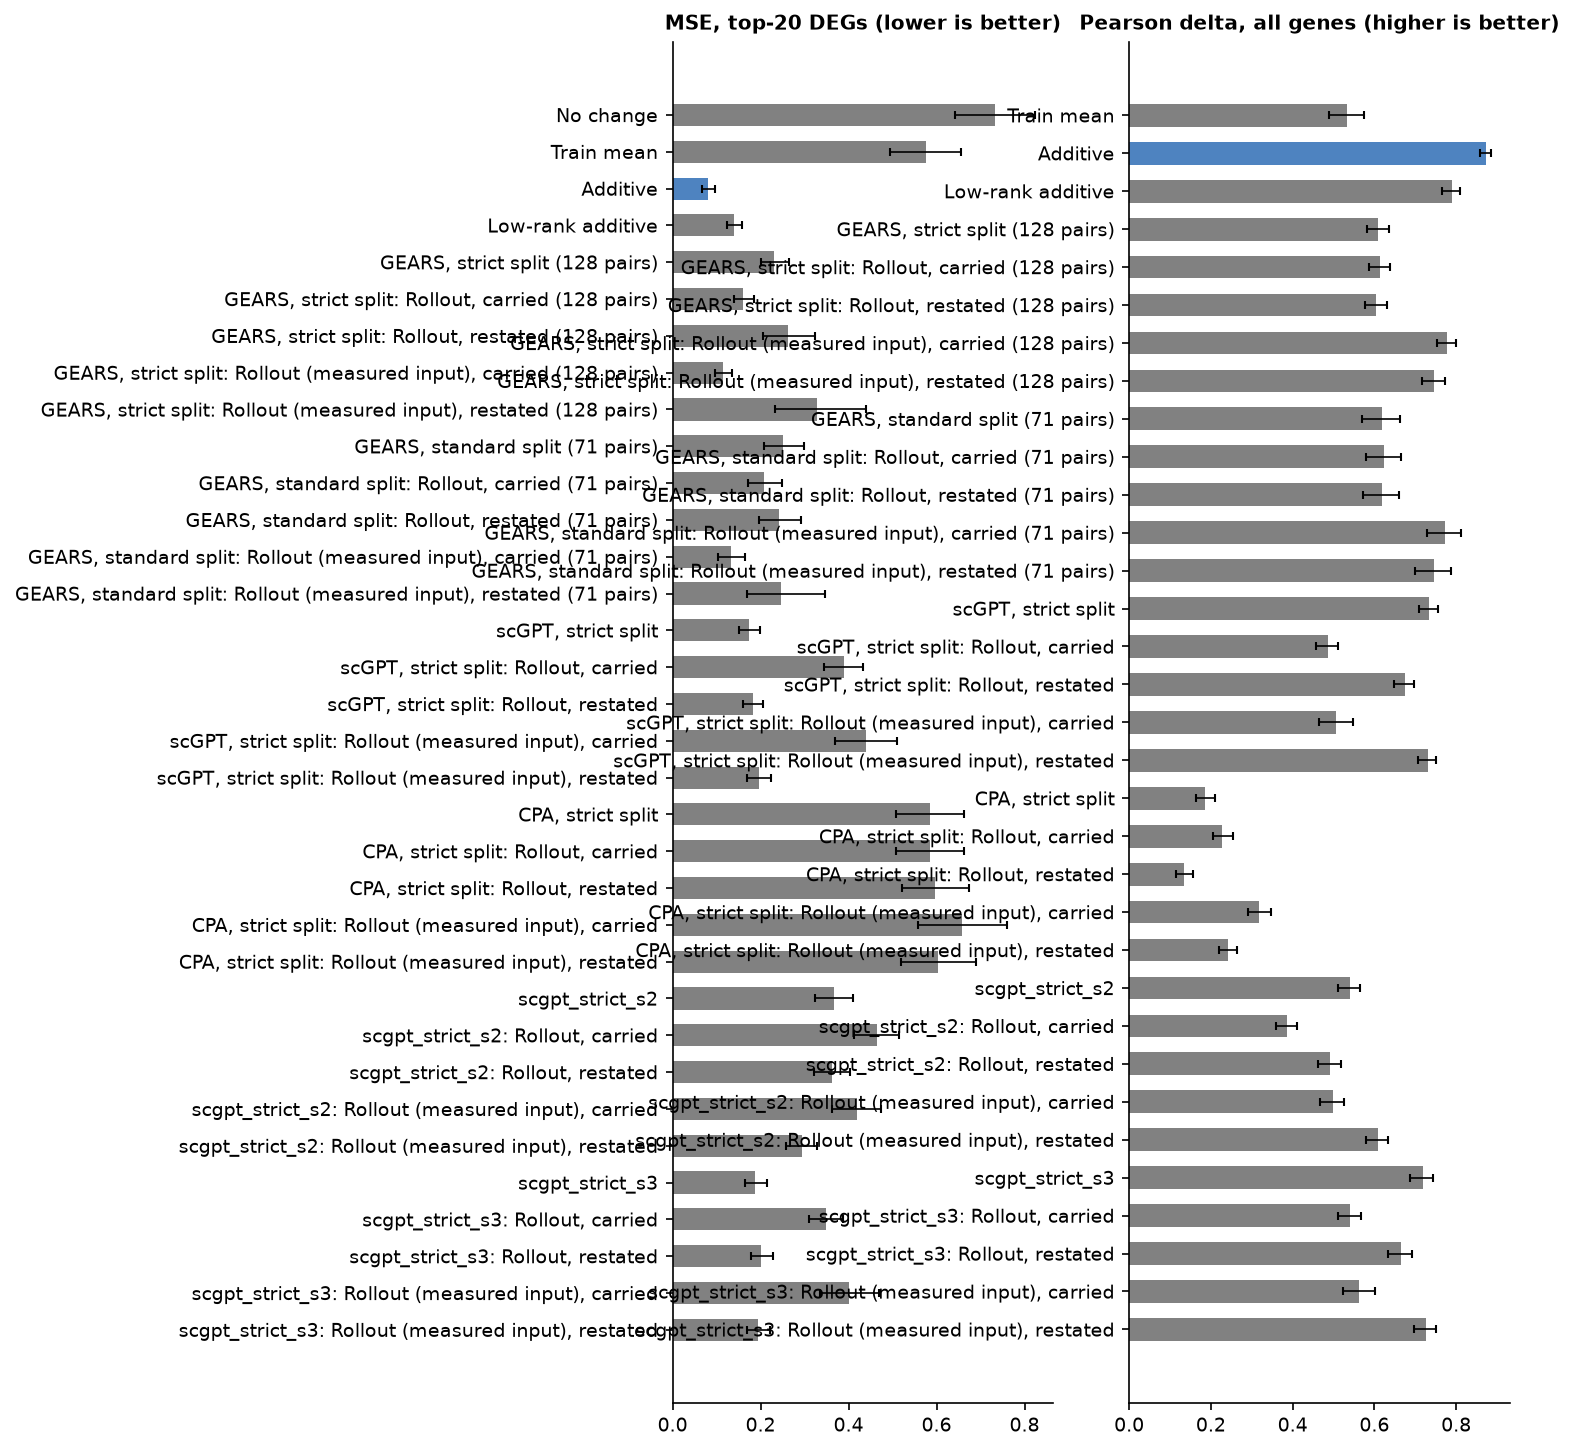 MSE, top-20 DEGs (lower is better)
No change
Train mean
Additive
Low-rank additive
GEARS, strict split (128 pairs)
GEARS, strict split: Rollout, carried (128 pairs)
GEARS, strict split: Rollout, restated (128 pairs)
GEARS, strict split: Rollout (measured input), carried (128 pairs)
GEARS, strict split: Rollout (measured input), restated (128 pairs)
GEARS, standard split (71 pairs)
GEARS, standard split: Rollout, carried (71 pairs)
GEARS, standard split: Rollout, restated (71 pairs)
GEARS, standard split: Rollout (measured input), carried (71 pairs)
GEARS, standard split: Rollout (measured input), restated (71 pairs)
scGPT, strict split
scGPT, strict split: Rollout, carried
scGPT, strict split: Rollout, restated
scGPT, strict split: Rollout (measured input), carried
scGPT, strict split: Rollout (measured input), restated
CPA, strict split
CPA, strict split: Rollout, carried
CPA, strict split: Rollout, restated
CPA, strict split: Rollout (measured input), carried
CPA, strict split: Rollout (measured input), restated
scgpt_strict_s2
scgpt_strict_s2: Rollout, carried
scgpt_strict_s2: Rollout, restated
scgpt_strict_s2: Rollout (measured input), carried
scgpt_strict_s2: Rollout (measured input), restated
scgpt_strict_s3
scgpt_strict_s3: Rollout, carried
scgpt_strict_s3: Rollout, restated
scgpt_strict_s3: Rollout (measured input), carried
scgpt_strict_s3: Rollout (measured input), restated
0.0 0.2 0.4 0.6 0.8
Pearson delta, all genes (higher is better)
Train mean
Additive
Low-rank additive
GEARS, strict split (128 pairs)
GEARS, strict split: Rollout, carried (128 pairs)
GEARS, strict split: Rollout, restated (128 pairs)
GEARS, strict split: Rollout (measured input), carried (128 pairs)
GEARS, strict split: Rollout (measured input), restated (128 pairs)
GEARS, standard split (71 pairs)
GEARS, standard split: Rollout, carried (71 pairs)
GEARS, standard split: Rollout, restated (71 pairs)
GEARS, standard split: Rollout (measured input), carried (71 pairs)
GEARS, standard split: Rollout (measured input), restated (71 pairs)
scGPT, strict split
scGPT, strict split: Rollout, carried
scGPT, strict split: Rollout, restated
scGPT, strict split: Rollout (measured input), carried
scGPT, strict split: Rollout (measured input), restated
CPA, strict split
CPA, strict split: Rollout, carried
CPA, strict split: Rollout, restated
CPA, strict split: Rollout (measured input), carried
CPA, strict split: Rollout (measured input), restated
scgpt_strict_s2
scgpt_strict_s2: Rollout, carried
scgpt_strict_s2: Rollout, restated
scgpt_strict_s2: Rollout (measured input), carried
scgpt_strict_s2: Rollout (measured input), restated
scgpt_strict_s3
scgpt_strict_s3: Rollout, carried
scgpt_strict_s3: Rollout, restated
scgpt_strict_s3: Rollout (measured input), carried
scgpt_strict_s3: Rollout (measured input), restated
0.0 0.2 0.4 0.6 0.8